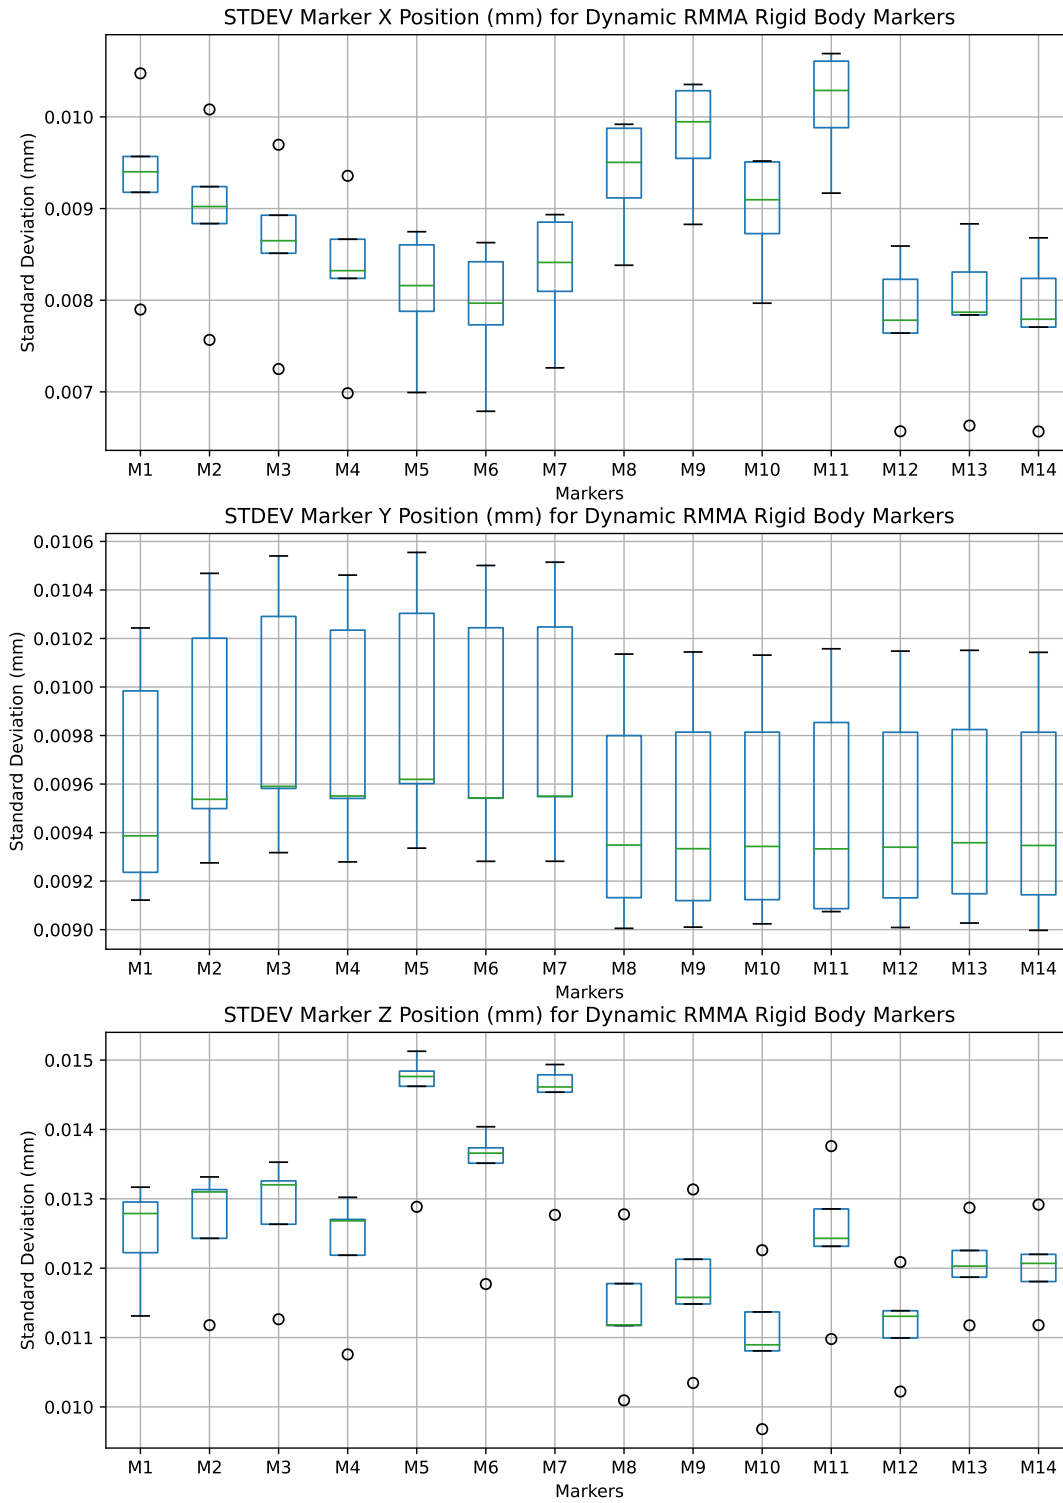 STDEV Marker X Position (mm) for Dynamic RMMA Rigid Body Markers
Standard Deviation (mm)
0.010
0.009
0.008
0.007
M1 M2 M3 M4 M5 M6 M7 M8 M9 M10 M11 M12 M13 M14
Markers
STDEV Marker Y Position (mm) for Dynamic RMMA Rigid Body Markers
Standard Deviation (mm)
0.0106
0.0104
0.0102
0.0100
0.0098
0.0096
0.0094
0.0092
0.0090
M1 M2 M3 M4 M5 M6 M7 M8 M9 M10 M11 M12 M13 M14
Markers
STDEV Marker Z Position (mm) for Dynamic RMMA Rigid Body Markers
Standard Deviation (mm)
0.015
0.014
0.013
0.012
0.011
0.010
M1 M2 M3 M4 M5 M6 M7 M8 M9 M10 M11 M12 M13 M14
Markers